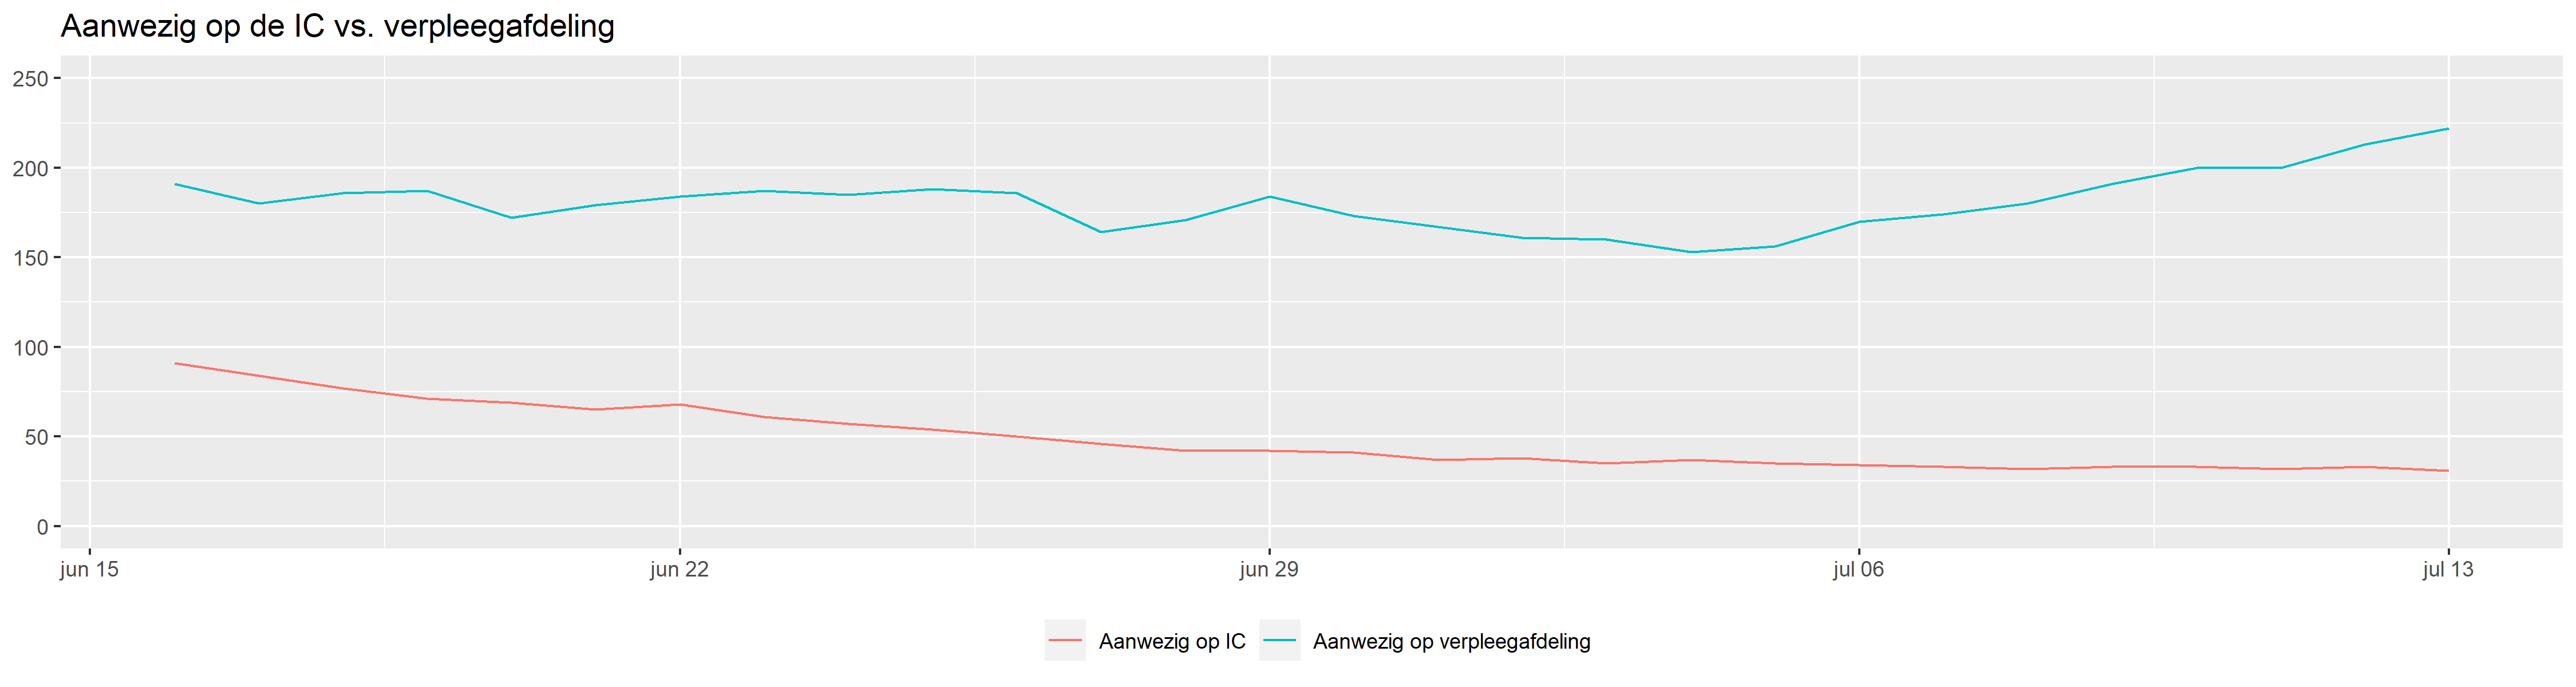 Aanwezig op de IC vs. verpleegafdeling
250
200
150
100
50
0
jun 15 jun 22 jun 29 jul 06 jul 13
Aanwezig op IC Aanwezig op verpleegafdeling